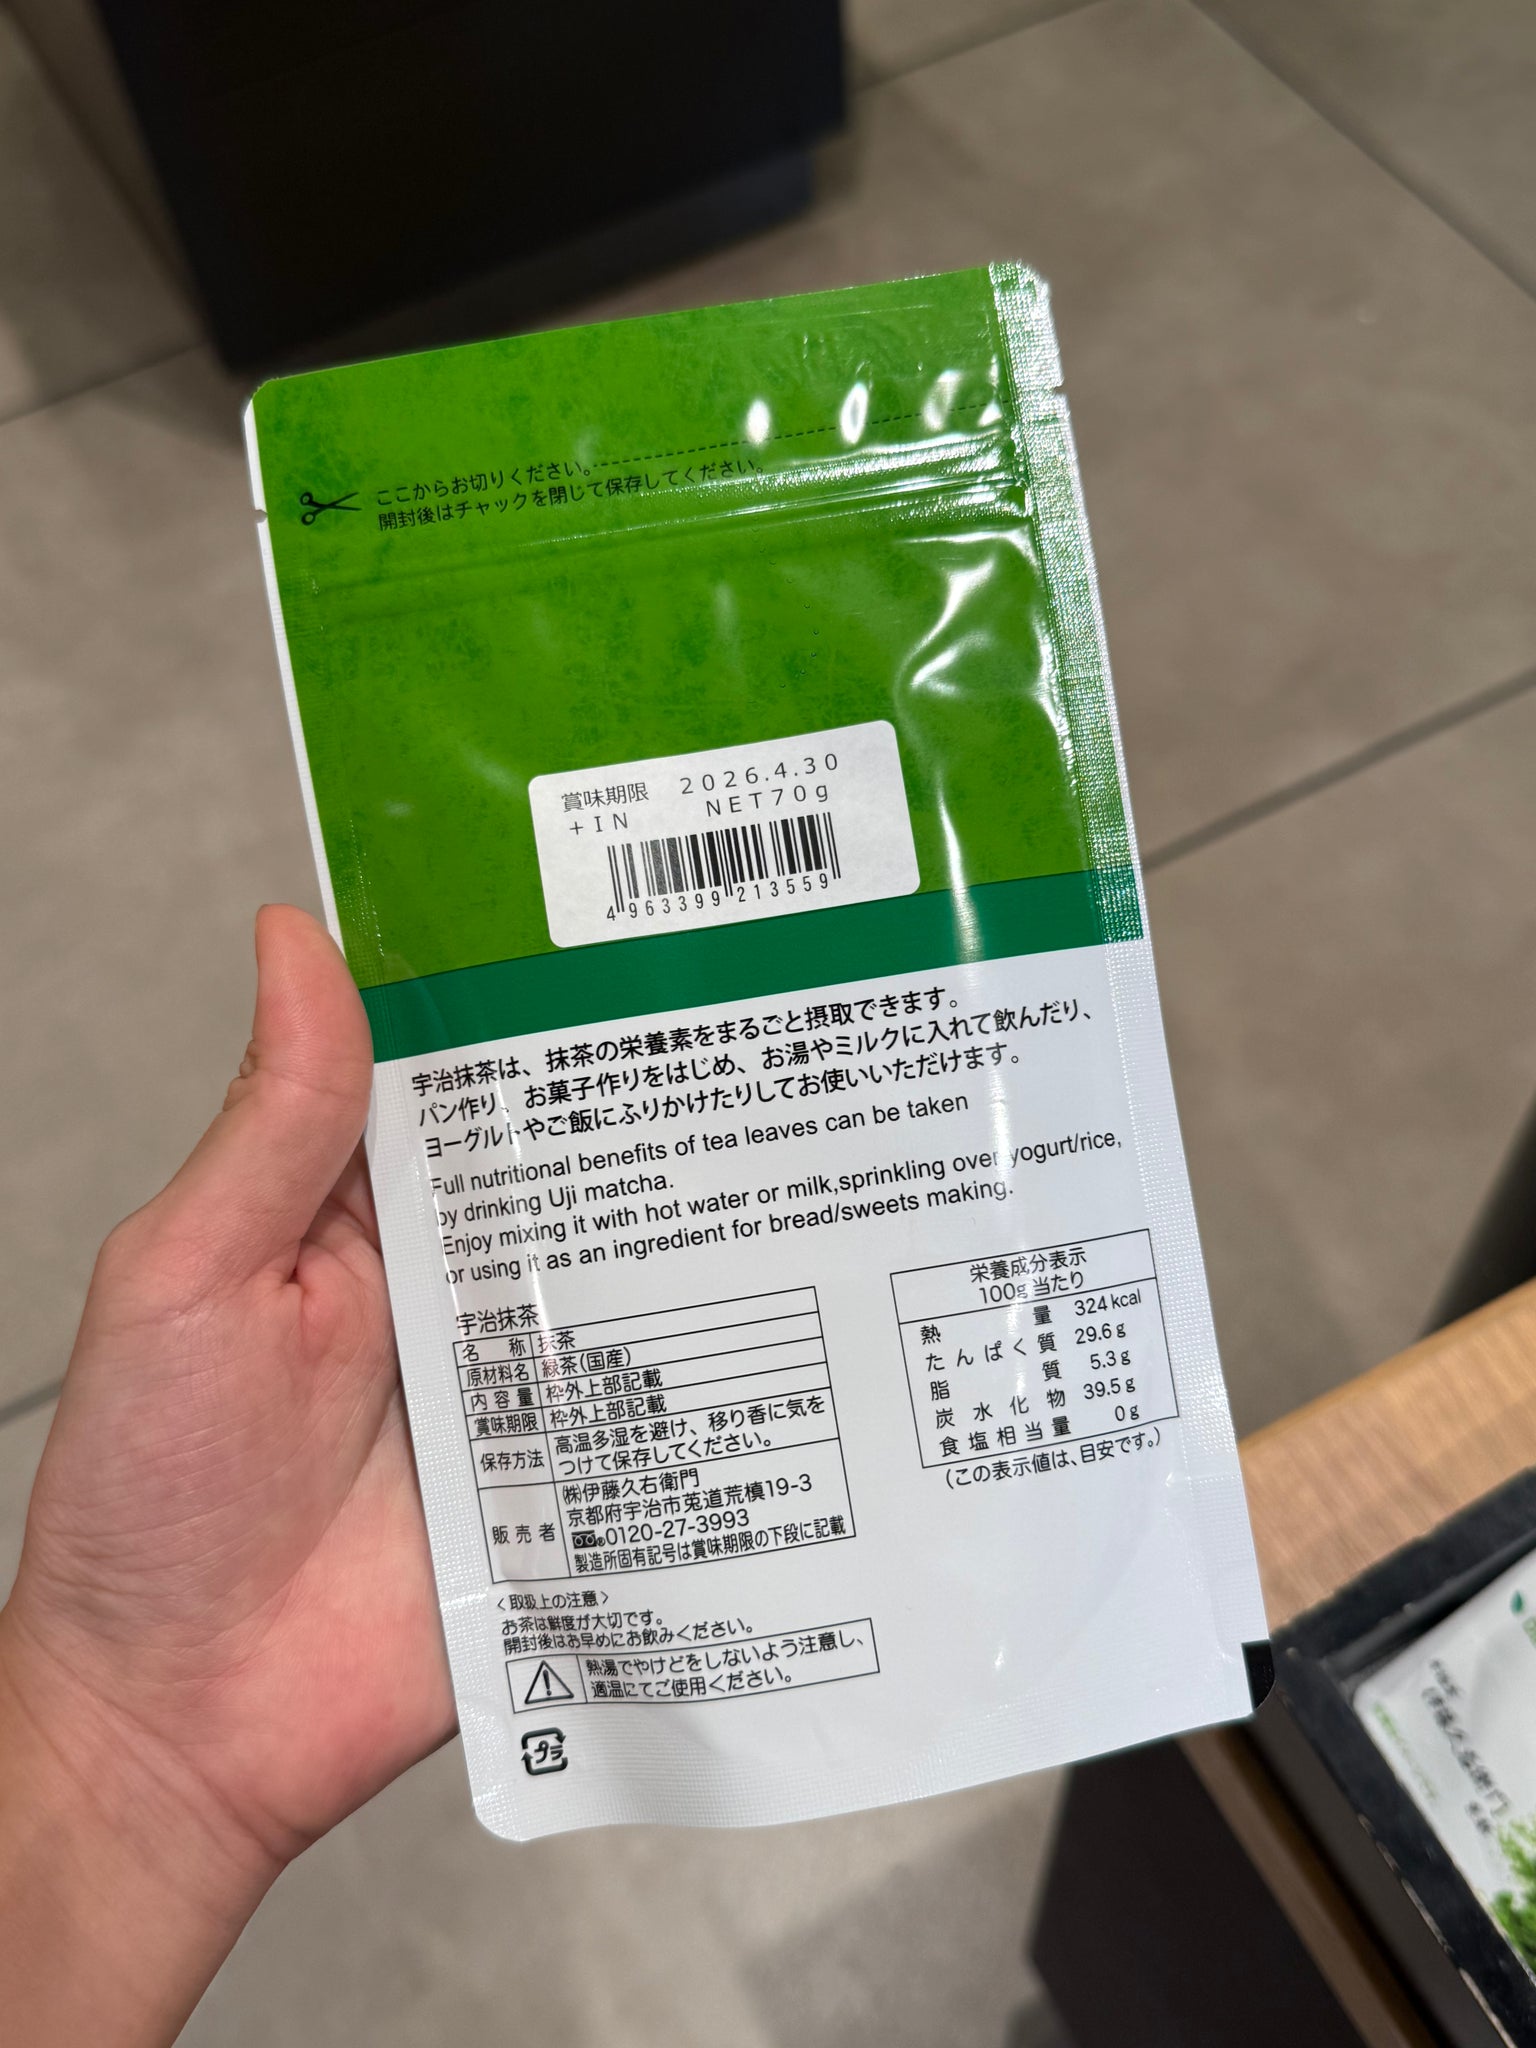 ここからお切りください。
開封後はチャックを閉じて保存してください。
賞味期限 2026.4.30
+IN NET70g
4963399213559
宇治抹茶は、抹茶の栄養素をまるごと摂取できます。
パン作り、お菓子作りをはじめ、お湯やミルクに入れて飲んだり、
ヨーグルトやご飯にふりかけたりしてお使いいただけます。
Full nutritional benefits of tea leaves can be taken
by drinking Uji matcha.
Enjoy mixing it with hot water or milk,sprinkling over yogurt/rice,
or using it as an ingredient for bread/sweets making.
宇治抹茶
名称 抹茶
原材料名 緑茶(国産)
内容量 枠外上部記載
賞味期限 枠外上部記載
保存方法 高温多湿を避け、移り香に気を
つけて保存してください。
販売者 ㈱伊藤久右衛門
京都府宇治市莵道荒槙19-3
0120-27-3993
製造所固有記号は賞味期限の下段に記載
栄養成分表示
100g当たり
熱量 324kcal
たんぱく質 29.6g
脂質 5.3g
炭水化物 39.5g
食塩相当量 0g
(この表示値は、目安です。)
〈取扱上の注意〉
お茶は鮮度が大切です。
開封後はお早めにお飲みください。
熱湯でやけどをしないよう注意し、
適温にてご使用ください。
プラ